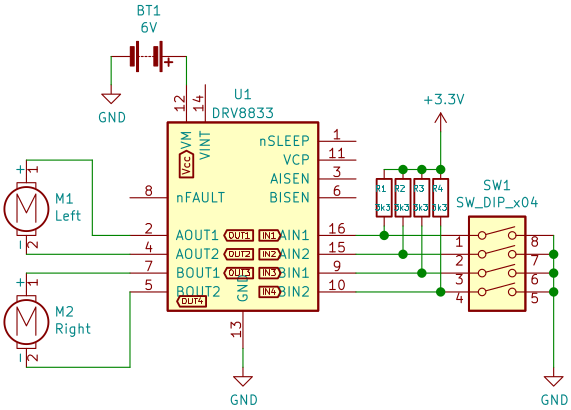 BT1
6V
+
GND
12
14
U1
DRV8833
+3.3V
VM
VINT
Vcc
nSLEEP
1
VCP
11
AISEN
3
BISEN
6
8
nFAULT
R1
R2
R3
R4
3k3
3k3
3k3
3k3
SW1
SW_DIP_x04
+
1
M1
Left
M
2
-
2
AOUT1
OUT1
IN1
AIN1
16
4
AOUT2
OUT2
IN2
AIN2
15
7
BOUT1
OUT3
IN3
BIN1
9
5
BOUT2
OUT4
IN4
BIN2
10
GND
1
8
2
7
3
6
4
5
+
1
M2
Right
M
2
-
13
GND
GND